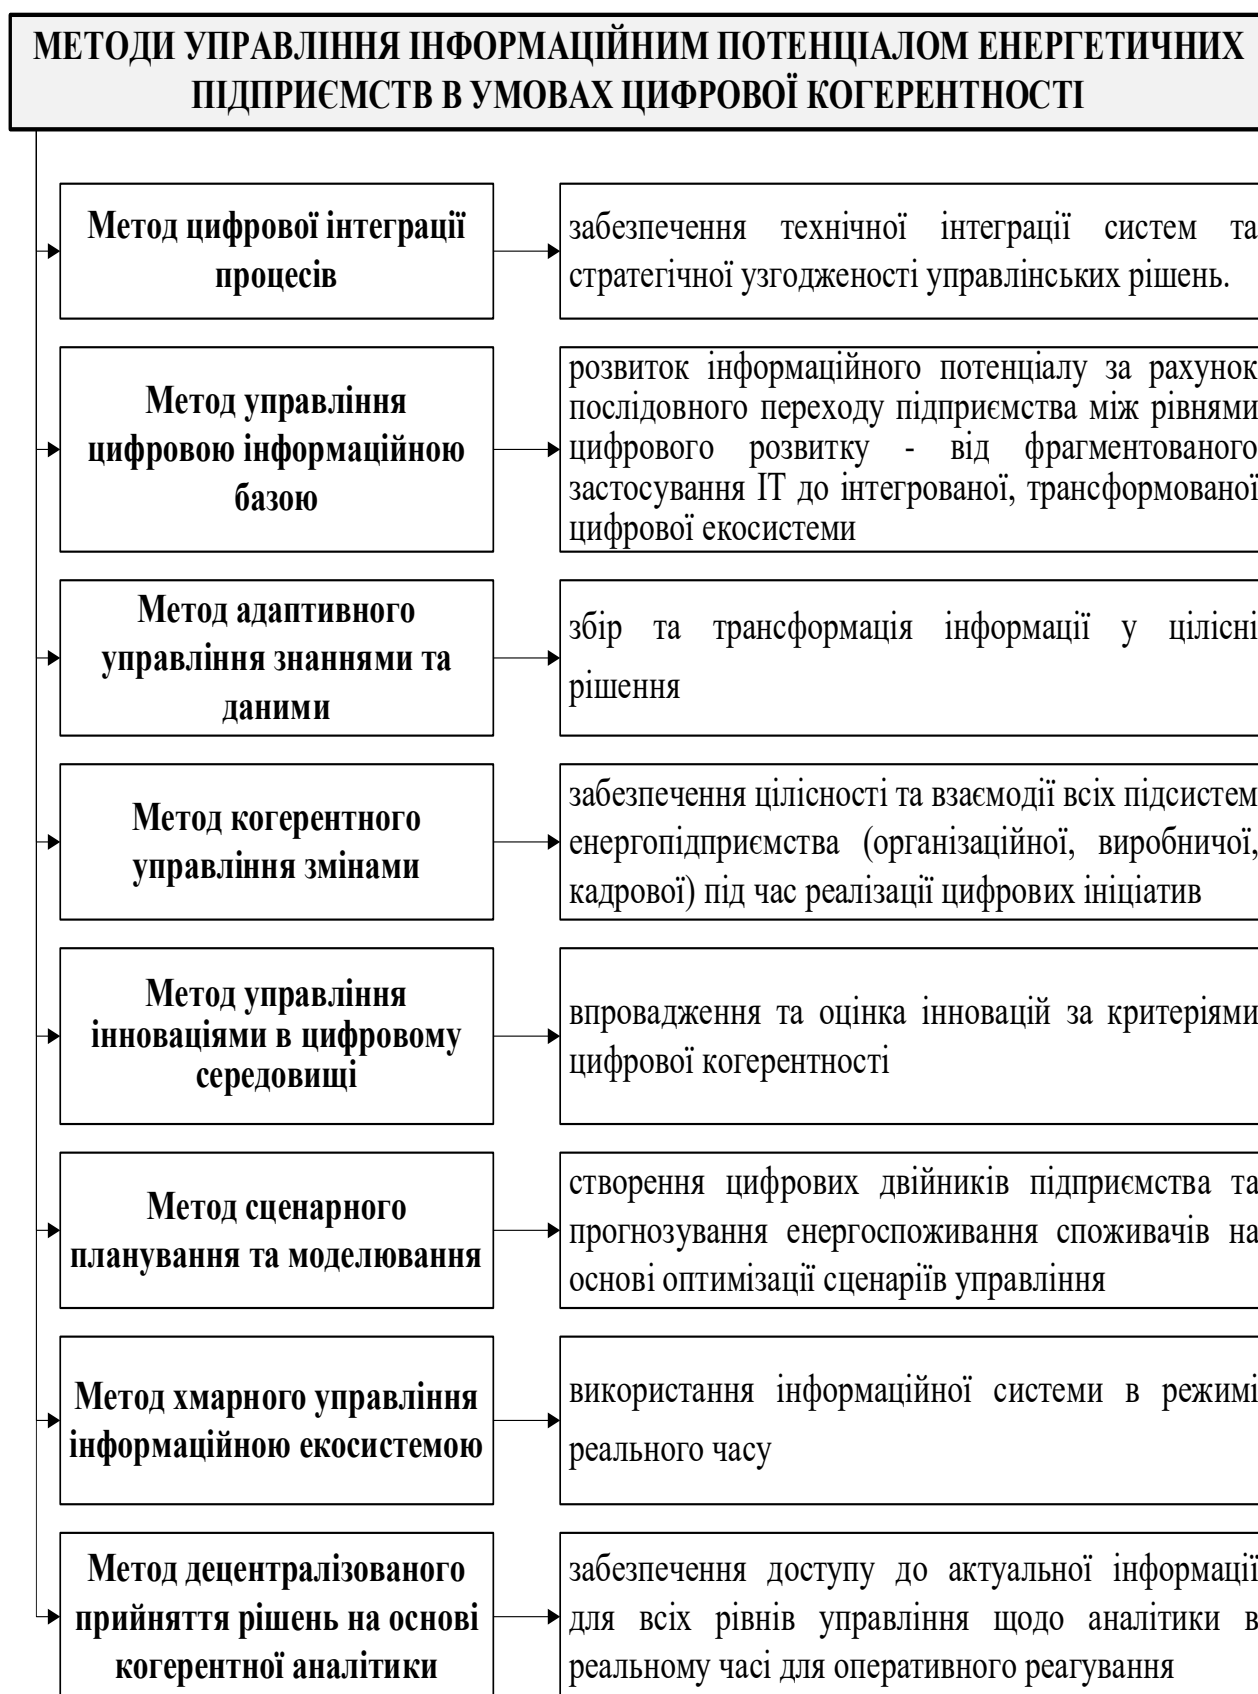 МЕТОДИ УПРАВЛІННЯ ІНФОРМАЦІЙНИМ ПОТЕНЦІАЛОМ ЕНЕРГЕТИЧНИХ
ПІДПРИЄМСТВ В УМОВАХ ЦИФРОВОЇ КОГЕРЕНТНОСТІ
Метод цифрової інтеграції
процесів
забезпечення технічної інтеграції систем та
стратегічної узгодженості управлінських рішень.
Метод управління
цифровою інформаційною
базою
розвиток інформаційного потенціалу за рахунок
послідовного переходу підприємства між рівнями
цифрового розвитку - від фрагментованого
застосування ІТ до інтегрованої, трансформованої
цифрової екосистеми
Метод адаптивного
управління знаннями та
даними
збір та трансформація інформації у цілісні
рішення
Метод когерентного
управління змінами
забезпечення цілісності та взаємодії всіх підсистем
енергопідприємства (організаційної, виробничої,
кадрової) під час реалізації цифрових ініціатив
Метод управління
інноваціями в цифровому
середовищі
впровадження та оцінка інновацій за критеріями
цифрової когерентності
Метод сценарного
планування та моделювання
створення цифрових двійників підприємства та
прогнозування енергоспоживання споживачів на
основі оптимізації сценаріїв управління
Метод хмарного управління
інформаційною екосистемою
використання інформаційної системи в режимі
реального часу
Метод децентралізованого
прийняття рішень на основі
когерентної аналітики
забезпечення доступу до актуальної інформації
для всіх рівнів управління щодо аналітики в
реальному часі для оперативного реагування